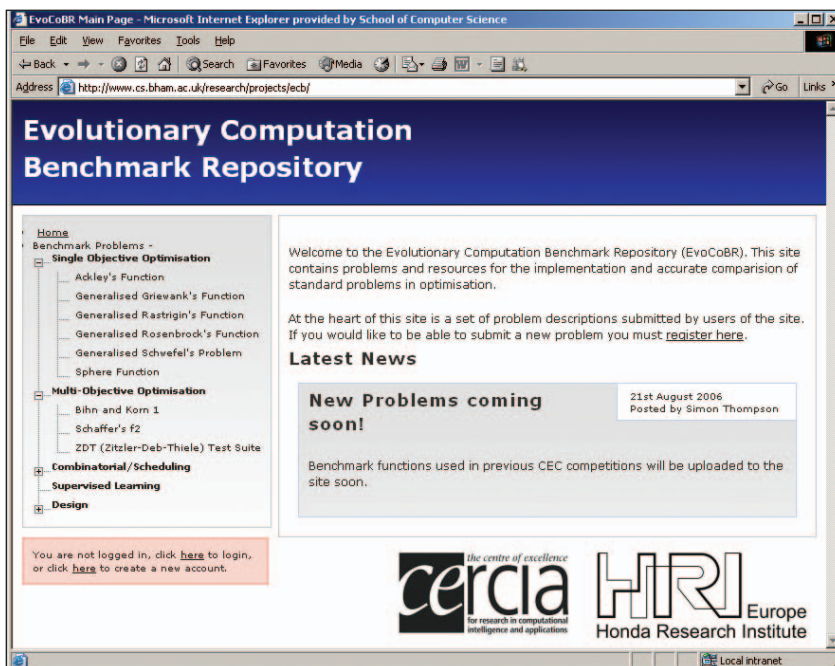 EvoCoBR Main Page - Microsoft Internet Explorer provided by School of Computer Science
File Edit View Favorites Tools Help
Back Search Favorites Media
Address http://www.cs.bham.ac.uk/research/projects/ecb/ Go Links
Evolutionary Computation
Benchmark Repository
Home
Benchmark Problems -
Single Objective Optimisation
Ackley's Function
Generalised Griewank's Function
Generalised Rastrigin's Function
Generalised Rosenbrock's Function
Generalised Schwefel's Problem
Sphere Function
Multi-Objective Optimisation
Bihn and Korn 1
Schaffer's f2
ZDT (Zitzler-Deb-Thiele) Test Suite
Combinatorial/Scheduling
Supervised Learning
Design
You are not logged in, click here to login,
or click here to create a new account.
Welcome to the Evolutionary Computation Benchmark Repository (EvoCoBR). This site
contains problems and resources for the implementation and accurate comparision of
standard problems in optimisation.
At the heart of this site is a set of problem descriptions submitted by users of the site.
If you would like to be able to submit a new problem you must register here.
Latest News
New Problems coming
soon!
21st August 2006
Posted by Simon Thompson
Benchmark functions used in previous CEC competitions will be uploaded to the
site soon.
the centre of excellence
cercia
for research in computational
intelligence and applications
HRI
Europe
Honda Research Institute
Local intranet